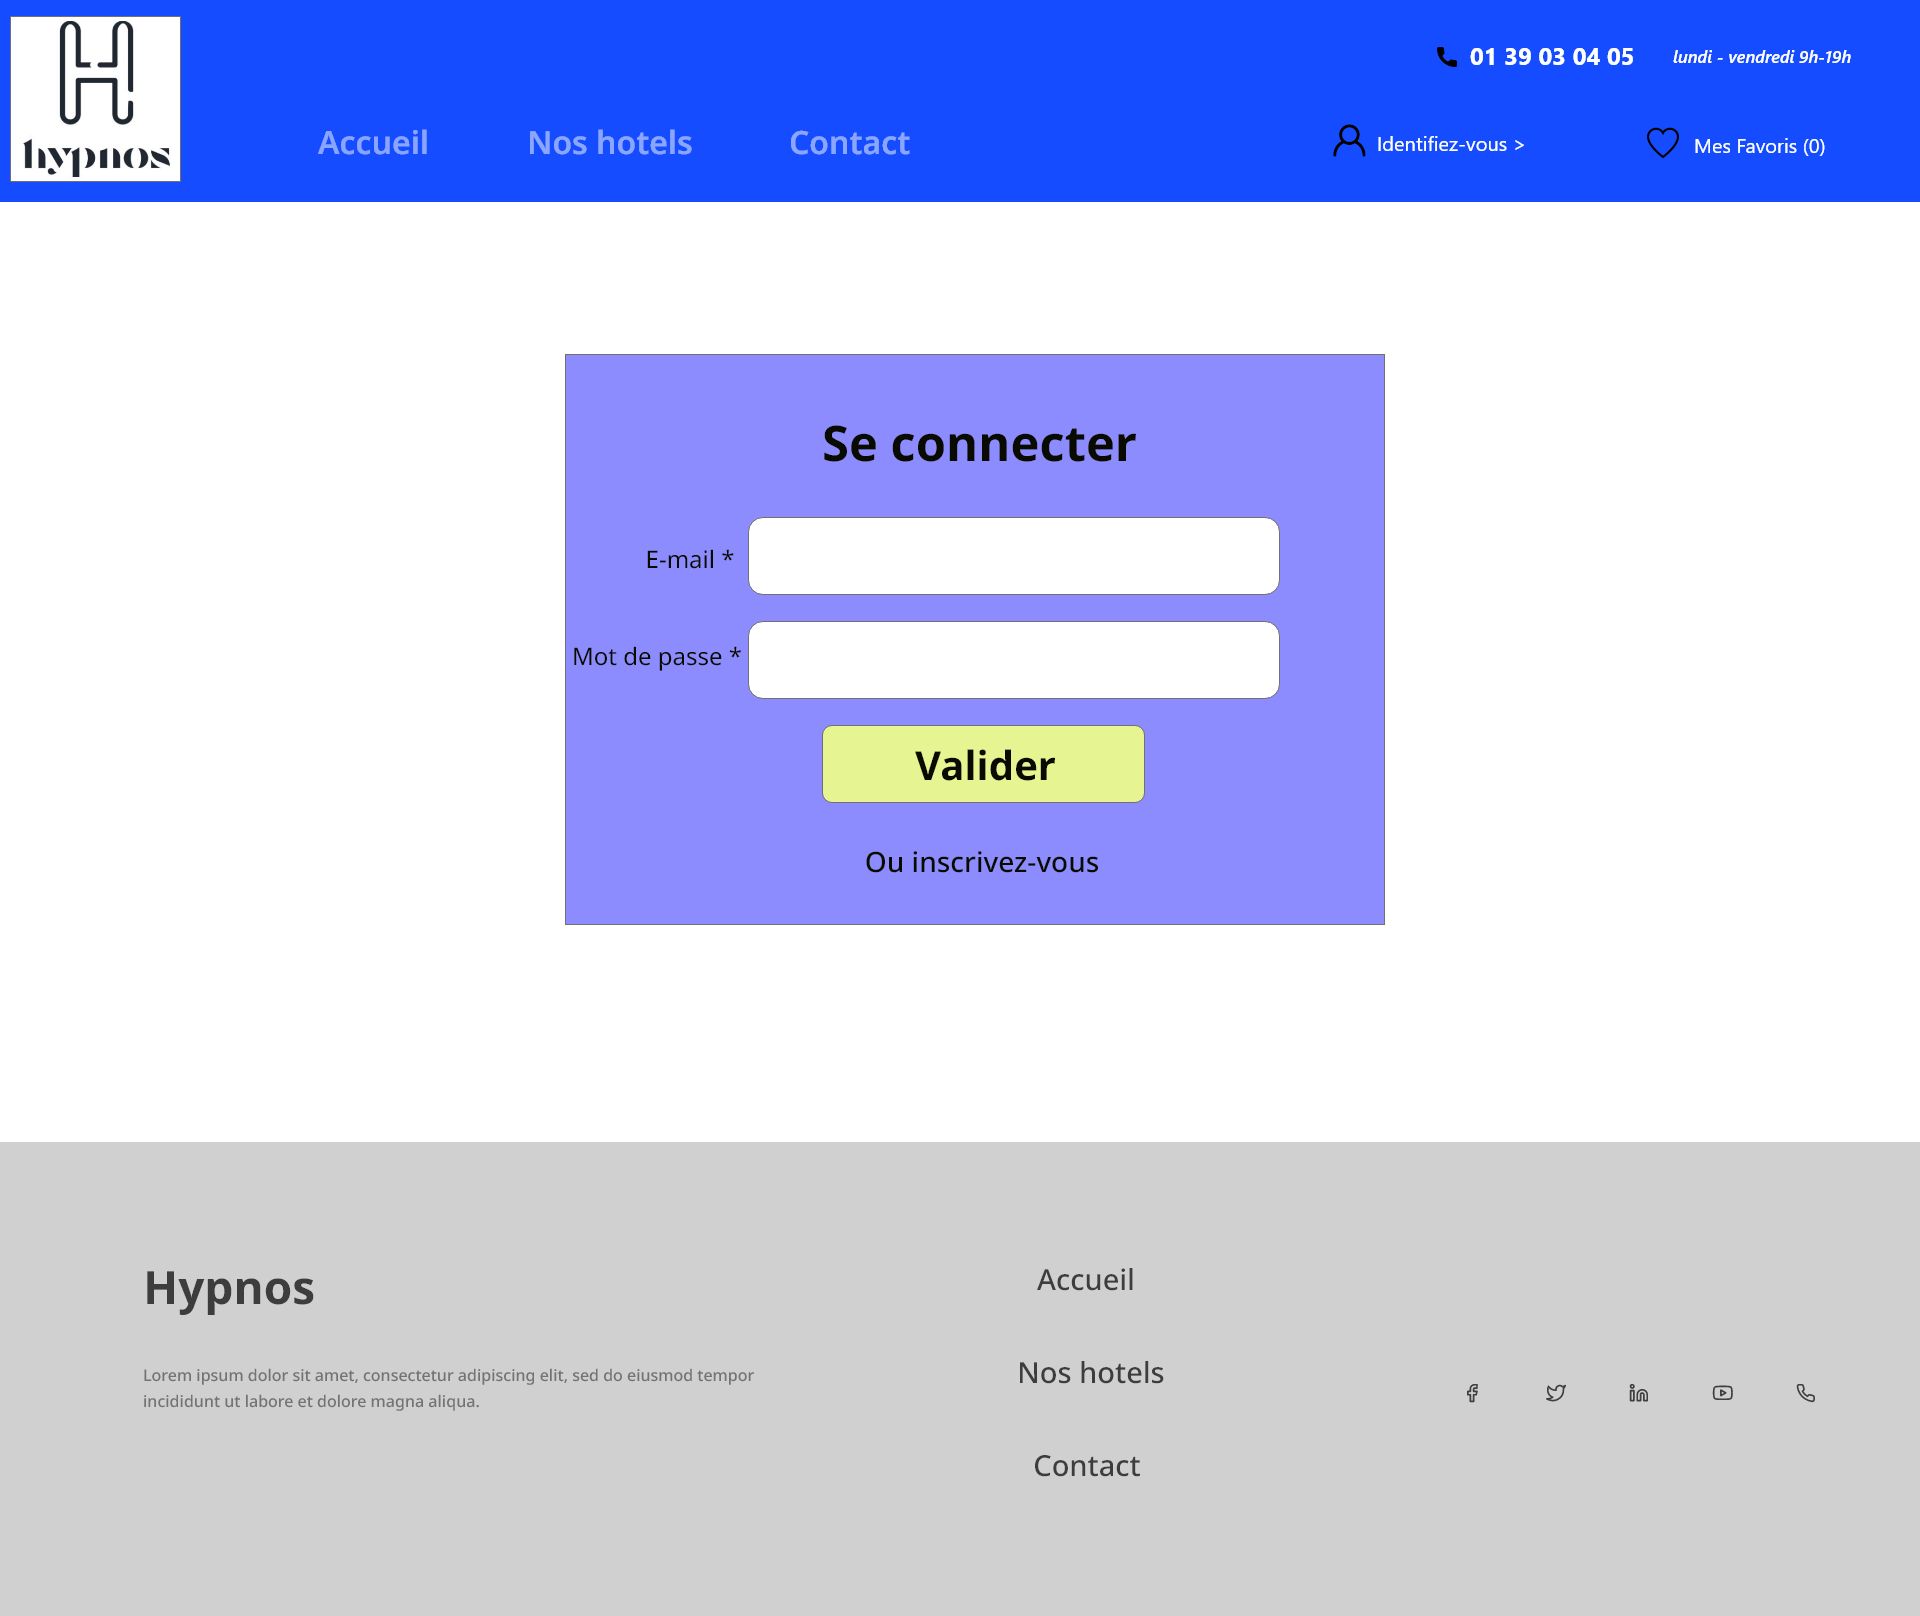 hypnos
01 39 03 04 05
lundi - vendredi 9h-19h
Accueil
Nos hotels
Contact
Identifiez-vous >
Mes Favoris (0)
Se connecter
E-mail *
Mot de passe *
Valider
Ou inscrivez-vous
Hypnos
Lorem ipsum dolor sit amet, consectetur adipiscing elit, sed do eiusmod tempor
incididunt ut labore et dolore magna aliqua.
Accueil
Nos hotels
Contact